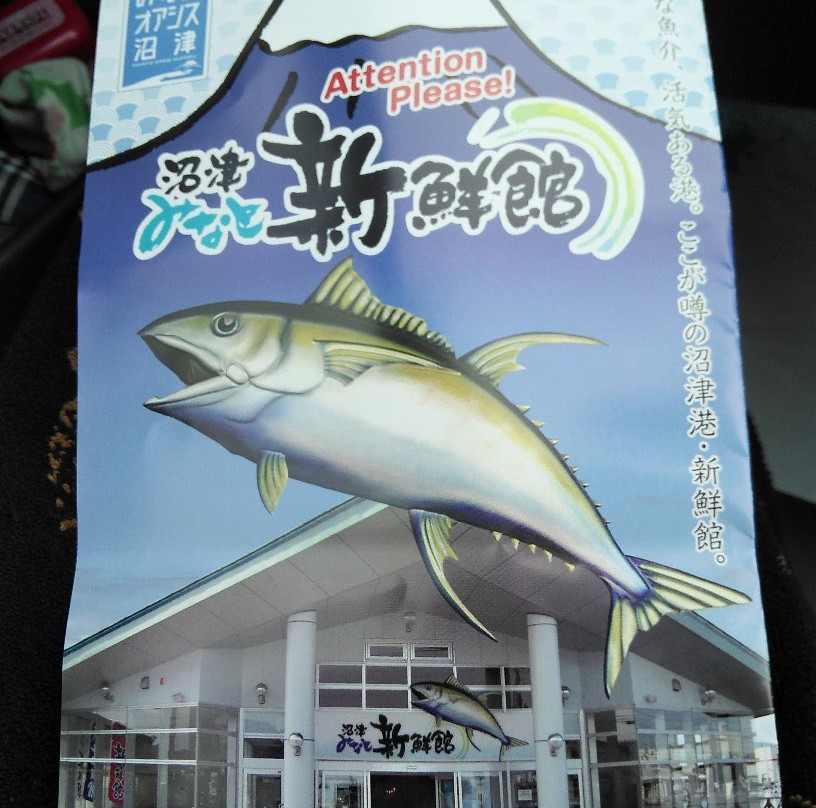 オアシス
沼津
Attention
Please!
沼津
みなと
新鮮館
な魚介、活気ある港。ここが噂の沼津港・新鮮館。
沼津
みなと
新鮮館